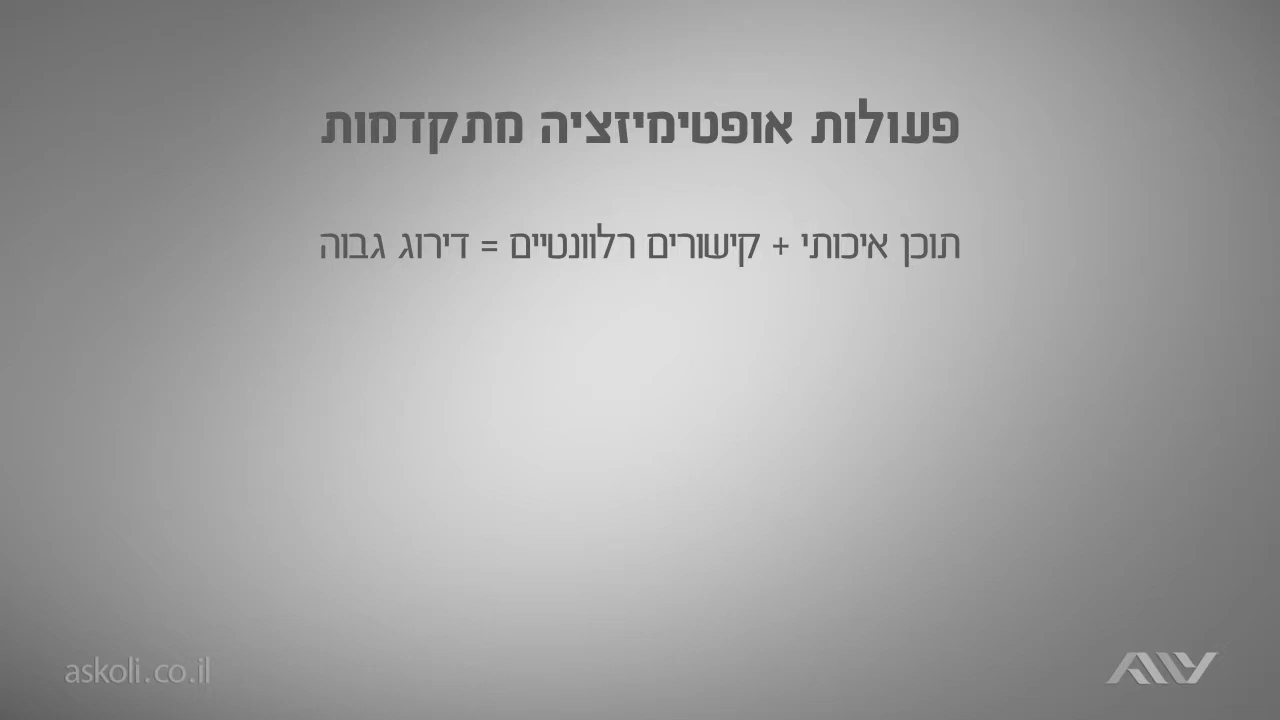 פעולות אופטימיזציה מתקדמות
תוכן איכותי + קישורים רלוונטיים = דירוג גבוה
askoli.co.il